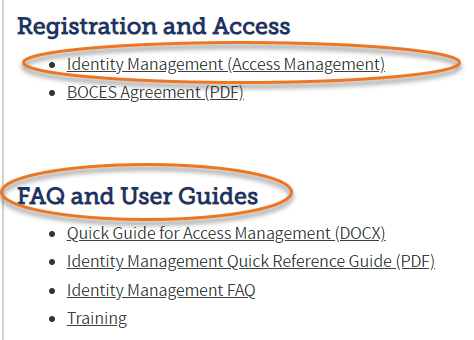 Registration and Access
Identity Management (Access Management)
BOCES Agreement (PDF)
FAQ and User Guides
Quick Guide for Access Management (DOCX)
Identity Management Quick Reference Guide (PDF)
Identity Management FAQ
Training